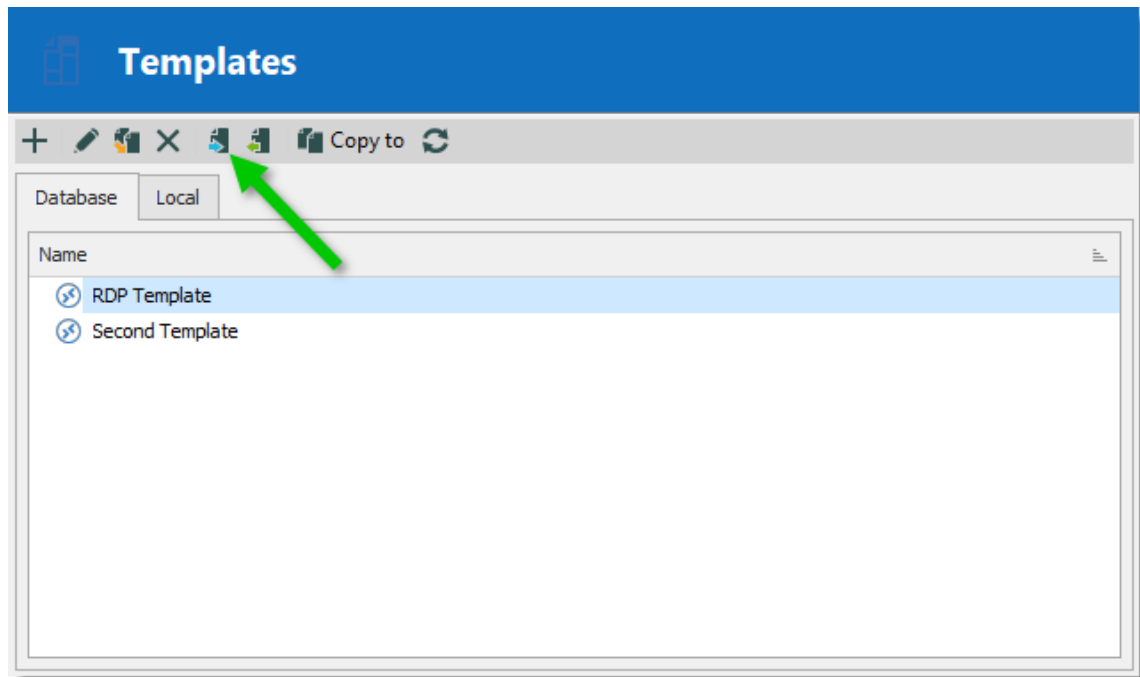 Templates
Copy to
Database Local
Name
RDP Template
Second Template